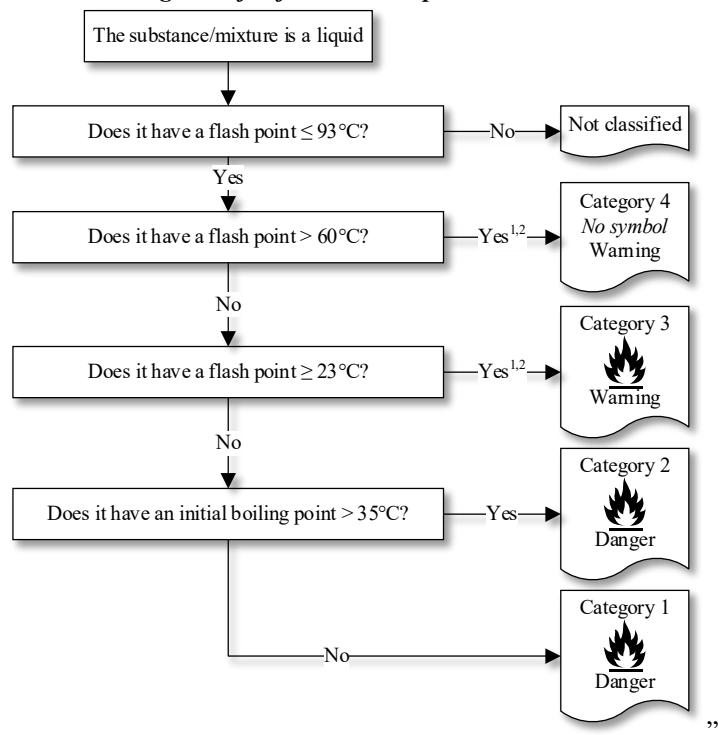 The substance/mixture is a liquid
Does it have a flash point ≤ 93°C?
No
Not classified
Yes
Does it have a flash point > 60°C?
Yes1,2
Category 4
No symbol
Warning
No
Does it have a flash point ≥ 23°C?
Yes1,2
Category 3
Warning
No
Does it have an initial boiling point > 35°C?
Yes
Category 2
Danger
No
Category 1
Danger
”